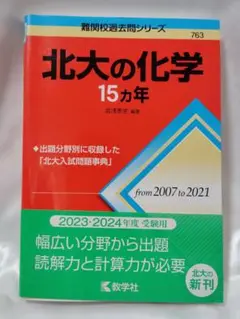 難関校過去問シリーズ
763
北大の化学
15カ年
編著
◆出題分野別に収録した
「北大入試問題事典」
from 2007 to 2021
2023・2024年度 受験用
幅広い分野から出題
読解力と計算力が必要
北大の
新刊
教学社